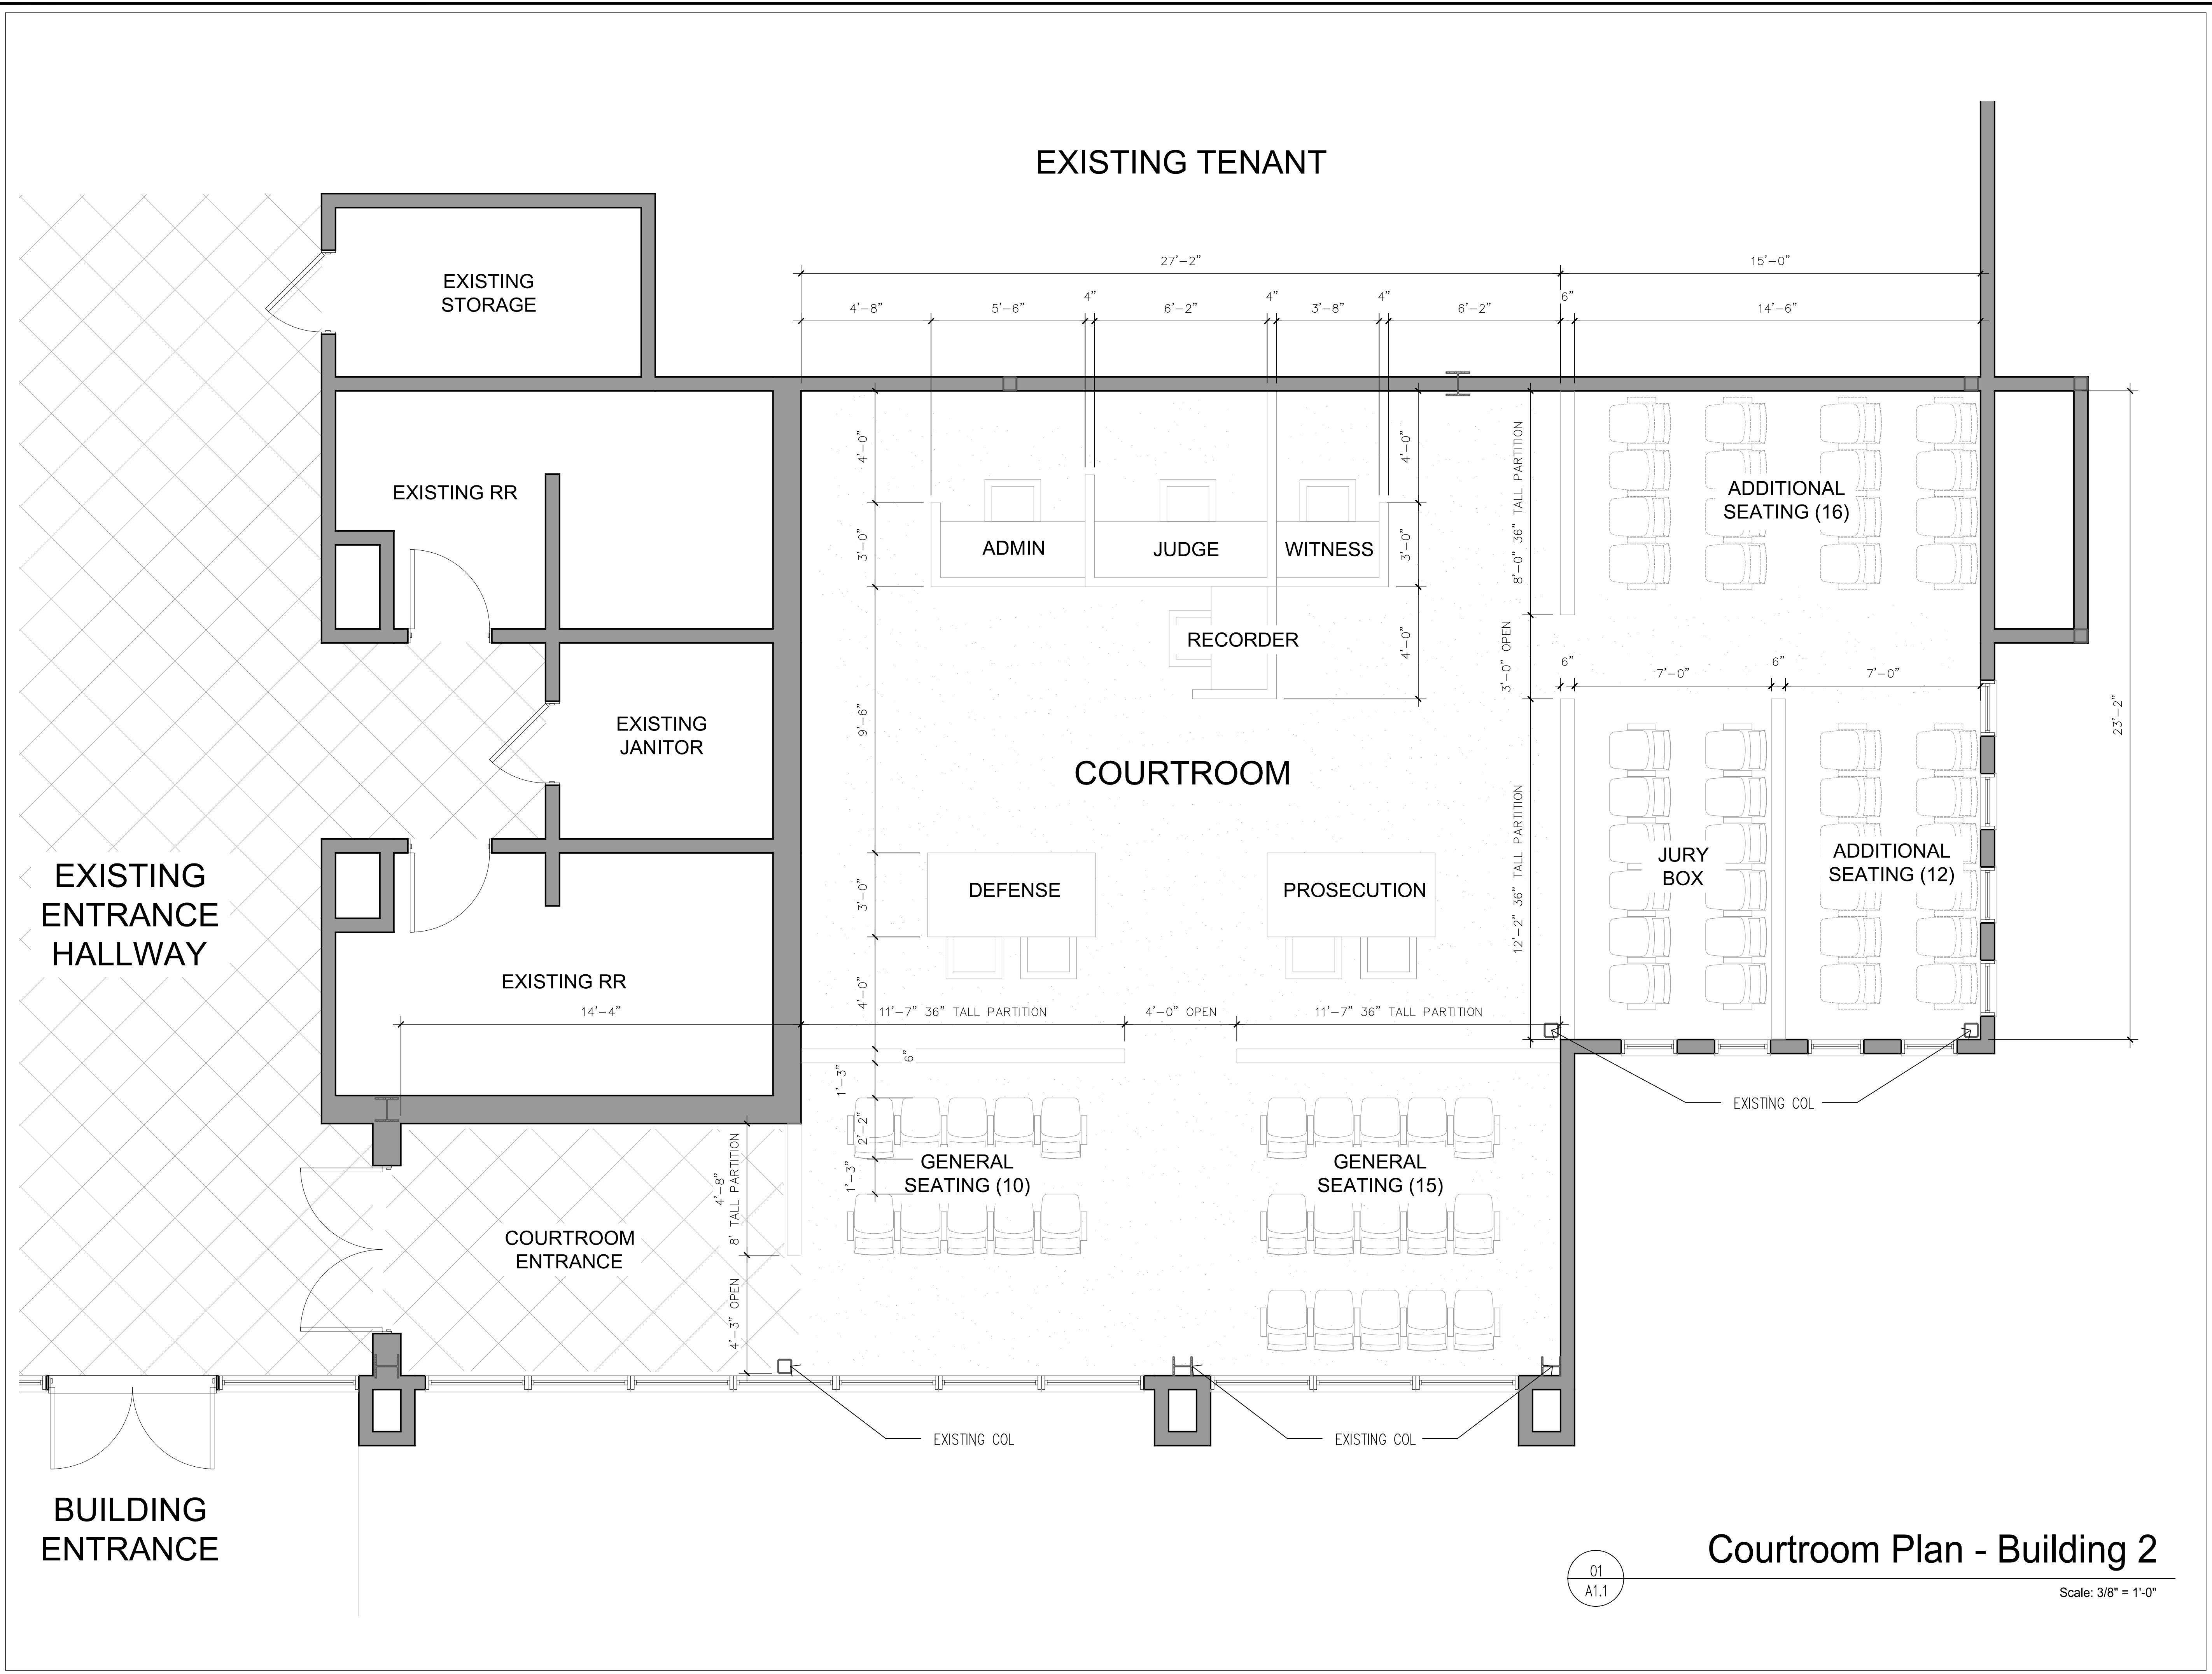 EXISTING TENANT
27'-2"
15'-0"
4'-8"
5'-6"
4"
6'-2"
4"
3'-8"
4"
6'-2"
6"
14'-6"
EXISTING
STORAGE
EXISTING RR
4'-0"
3'-0"
ADMIN
JUDGE
WITNESS
4'-0"
3'-0"
4'-0"
8'-0" 36" TALL PARTITION
ADDITIONAL
SEATING (16)
RECORDER
3'-0" OPEN
6"
7'-0"
6"
7'-0"
23'-2"
EXISTING
JANITOR
9'-6"
COURTROOM
12'-2" 36" TALL PARTITION
JURY
BOX
ADDITIONAL
SEATING (12)
EXISTING
ENTRANCE
HALLWAY
3'-0"
DEFENSE
PROSECUTION
EXISTING RR
14'-4"
4'-0"
11'-7" 36" TALL PARTITION
4'-0" OPEN
11'-7" 36" TALL PARTITION
6"
1'-3"
2'-2"
1'-3"
EXISTING COL
4'-8"
8' TALL PARTITION
GENERAL
SEATING (10)
GENERAL
SEATING (15)
COURTROOM
ENTRANCE
4'-3" OPEN
EXISTING COL
EXISTING COL
BUILDING
ENTRANCE
01
A1.1
Courtroom Plan - Building 2
Scale: 3/8" = 1'-0"